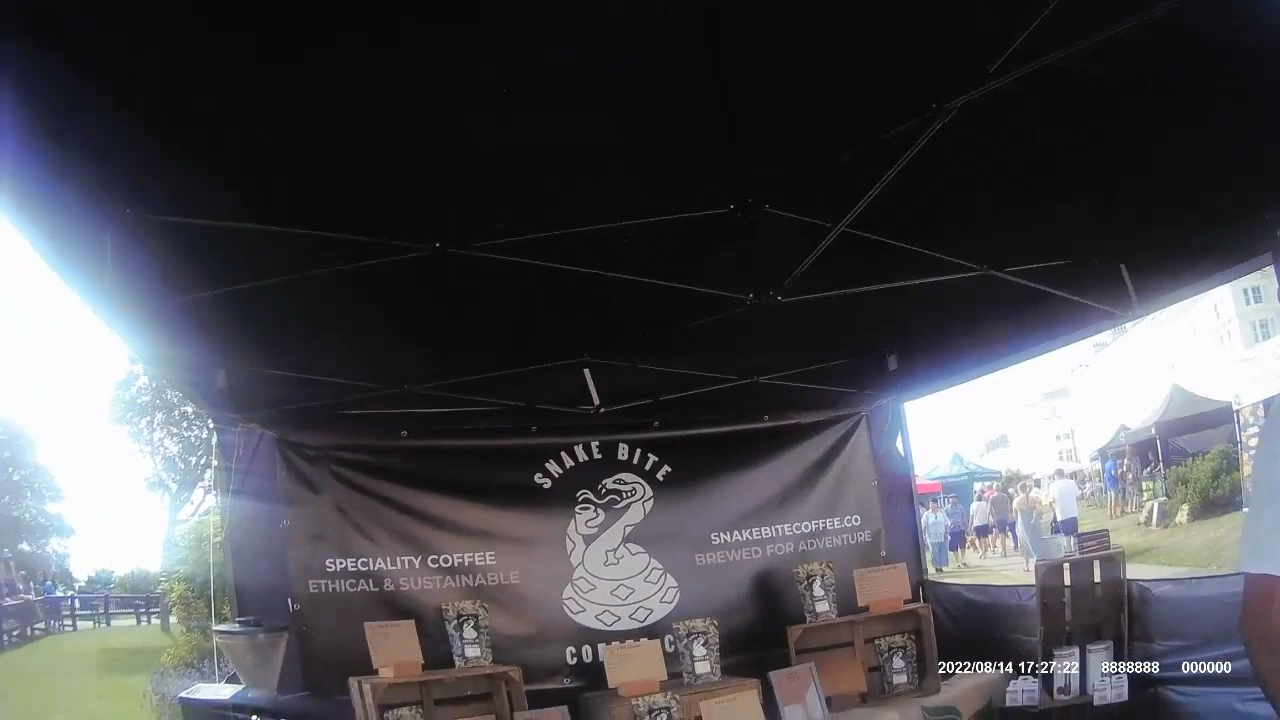 SNAKE BITE
SPECIALITY COFFEE
ETHICAL & SUSTAINABLE
SNAKEBITECOFFEE.CO
BREWED FOR ADVENTURE
2022/08/14 17:27:22 8888888 000000